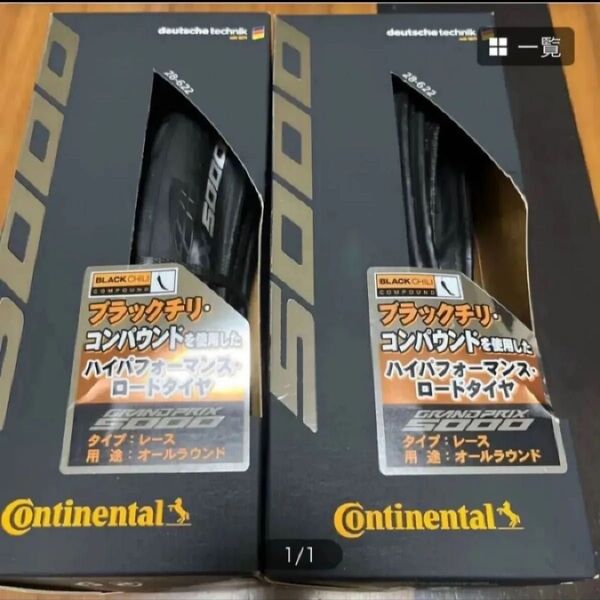 deutsche technik
28-622
5000
5000
BLACK CHILI
COMPOUND
ブラックチリ・
コンパウンドを使用した
ハイパフォーマンス・
ロードタイヤ
GRAND PRIX
5000
タイプ：レース
用 途：オールラウンド
Continental
deutsche technik
一覧
28-622
5000
BLACK CHILI
COMPOUND
ブラックチリ・
コンパウンドを使用した
ハイパフォーマンス・
ロードタイヤ
GRAND PRIX
5000
タイプ：レース
用 途：オールラウンド
Continental
1/1